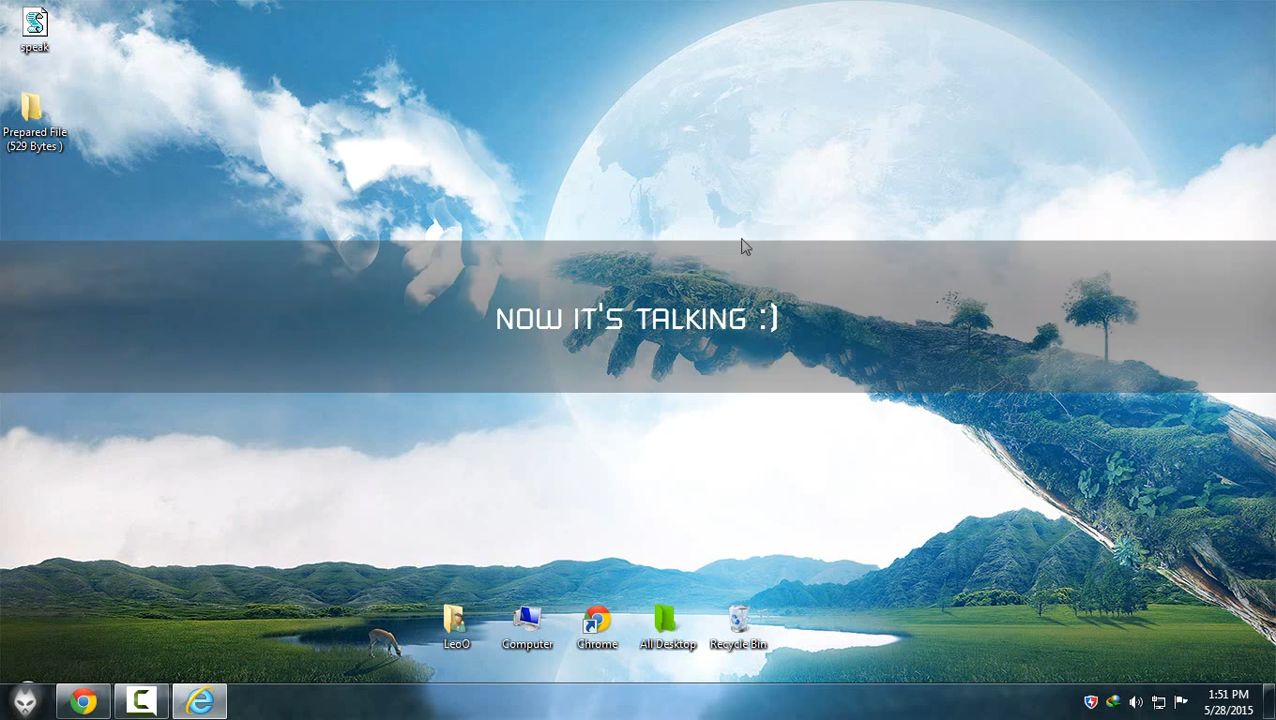 speak
Prepared File
(529 Bytes )
NOW IT'S TALKING :)
LeoO
Computer
Chrome
All Desktop
Recycle Bin
1:51 PM
5/28/2015